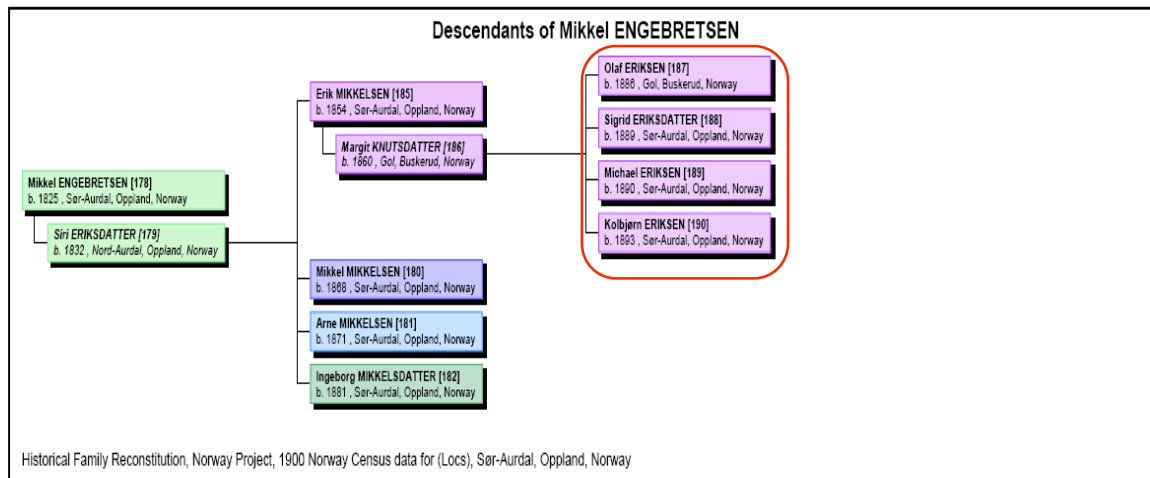 Descendants of Mikkel ENGEBRETSEN
Mikkel ENGEBRETSEN [178]
b. 1825 , Sør-Aurdal, Oppland, Norway
Siri ERIKSDATTER [179]
b. 1832 , Nord-Aurdal, Oppland, Norway
Erik MIKKELSEN [185]
b. 1854 , Sør-Aurdal, Oppland, Norway
Margit KNUTSDATTER [186]
b. 1860 , Gol, Buskerud, Norway
Olaf ERIKSEN [187]
b. 1886 , Gol, Buskerud, Norway
Sigrid ERIKSDATTER [188]
b. 1889 , Sør-Aurdal, Oppland, Norway
Michael ERIKSEN [189]
b. 1890 , Sør-Aurdal, Oppland, Norway
Kolbjørn ERIKSEN [190]
b. 1893 , Sør-Aurdal, Oppland, Norway
Mikkel MIKKELSEN [180]
b. 1868 , Sør-Aurdal, Oppland, Norway
Arne MIKKELSEN [181]
b. 1871 , Sør-Aurdal, Oppland, Norway
Ingeborg MIKKELSDATTER [182]
b. 1881 , Sør-Aurdal, Oppland, Norway
Historical Family Reconstitution, Norway Project, 1900 Norway Census data for (Locs), Sør-Aurdal, Oppland, Norway